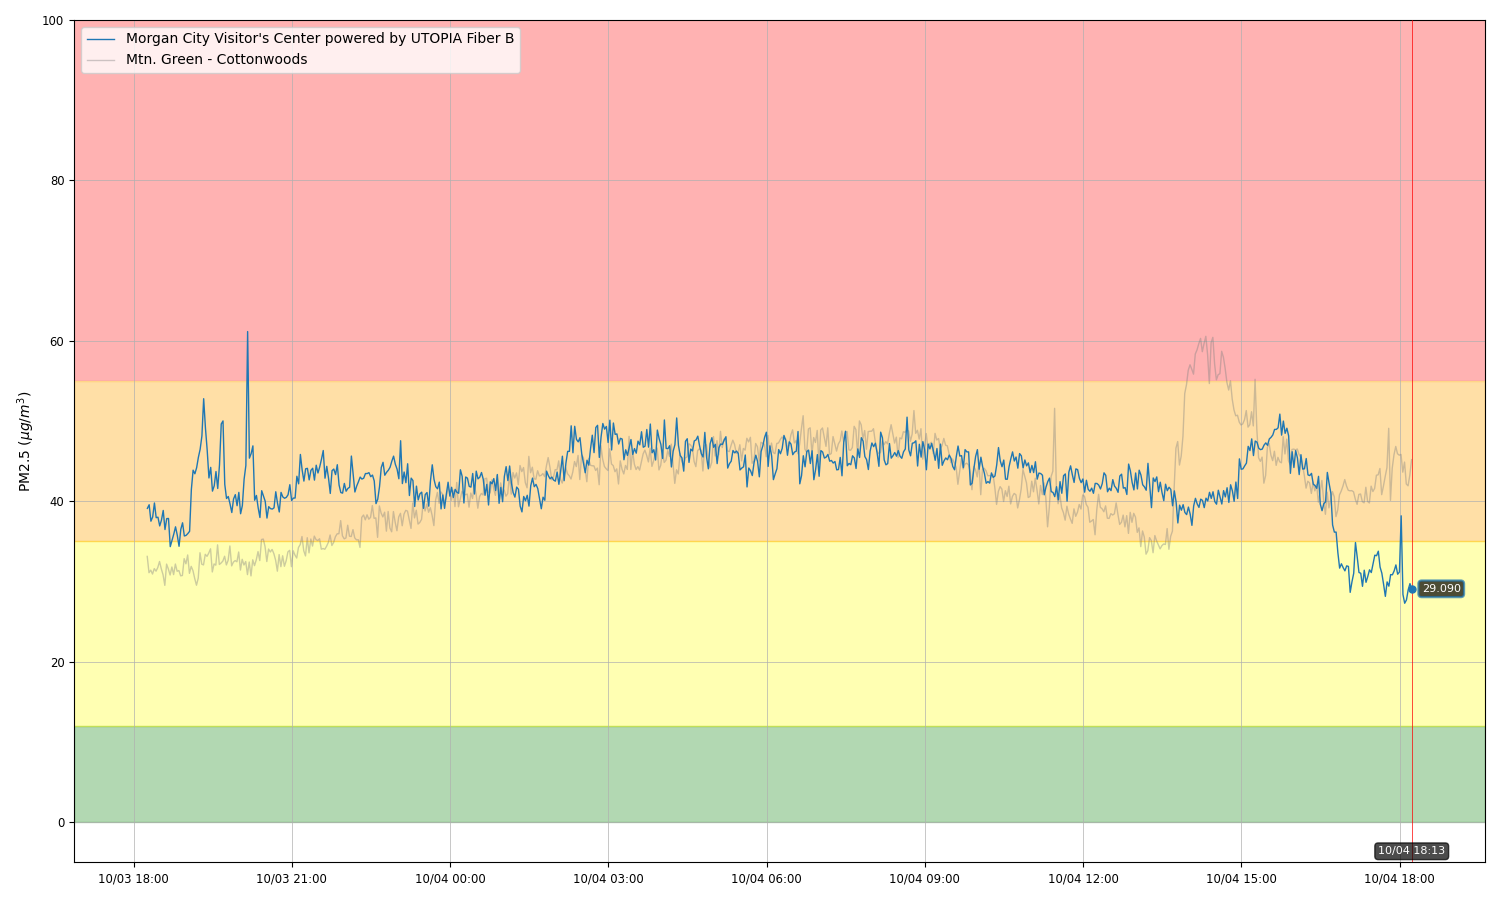 100
Morgan City Visitor's Center powered by UTOPIA Fiber B
Mtn. Green - Cottonwoods
80
60
PM2.5 (μg/m³)
40
29.090
20
0
10/04 18:13
10/03 18:00 10/03 21:00 10/04 00:00 10/04 03:00 10/04 06:00 10/04 09:00 10/04 12:00 10/04 15:00 10/04 18:00